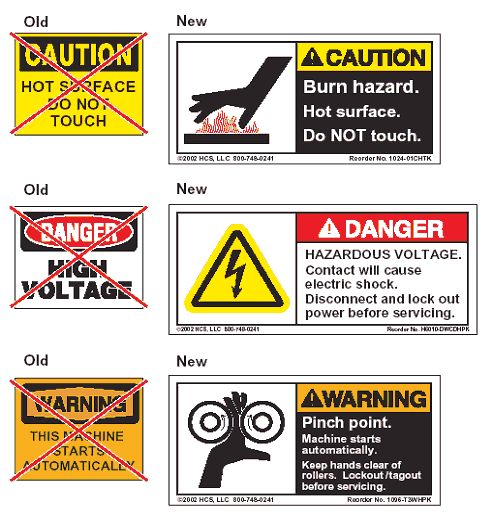 Old
New
CAUTION
HOT SURFACE
DO NOT
TOUCH
CAUTION
Burn hazard.
Hot surface.
Do NOT touch.
©2002 HCS, LLC 800-748-0241
Reorder No. 1024-01CHTK
Old
New
DANGER
HIGH
VOLTAGE
DANGER
HAZARDOUS VOLTAGE.
Contact will cause
electric shock.
Disconnect and lock out
power before servicing.
©2002 HCS, LLC 800-748-0241
Reorder No. H6010-DWCDHPK
Old
New
WARNING
THIS MACHINE
STARTS
AUTOMATICALLY
WARNING
Pinch point.
Machine starts
automatically.
Keep hands clear of
rollers. Lockout/tagout
before servicing.
©2002 HCS, LLC 800-748-0241
Reorder No. 1096-T3WHPK